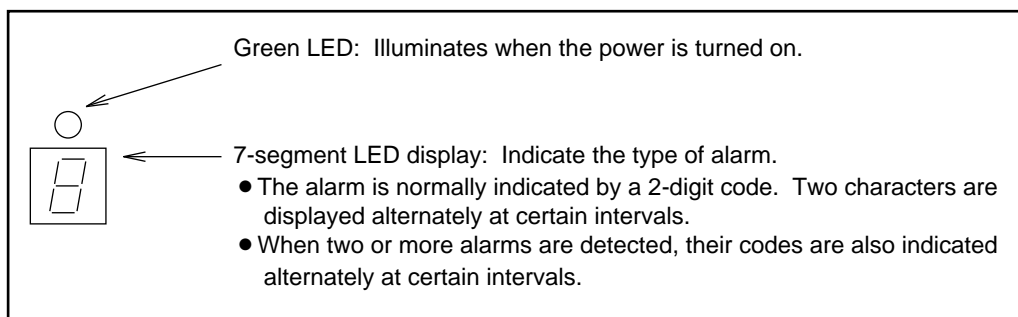 Green LED:  Illuminates when the power is turned on.
7-segment LED display:  Indicate the type of alarm.
● The alarm is normally indicated by a 2-digit code.  Two characters are
displayed alternately at certain intervals.
● When two or more alarms are detected, their codes are also indicated
alternately at certain intervals.